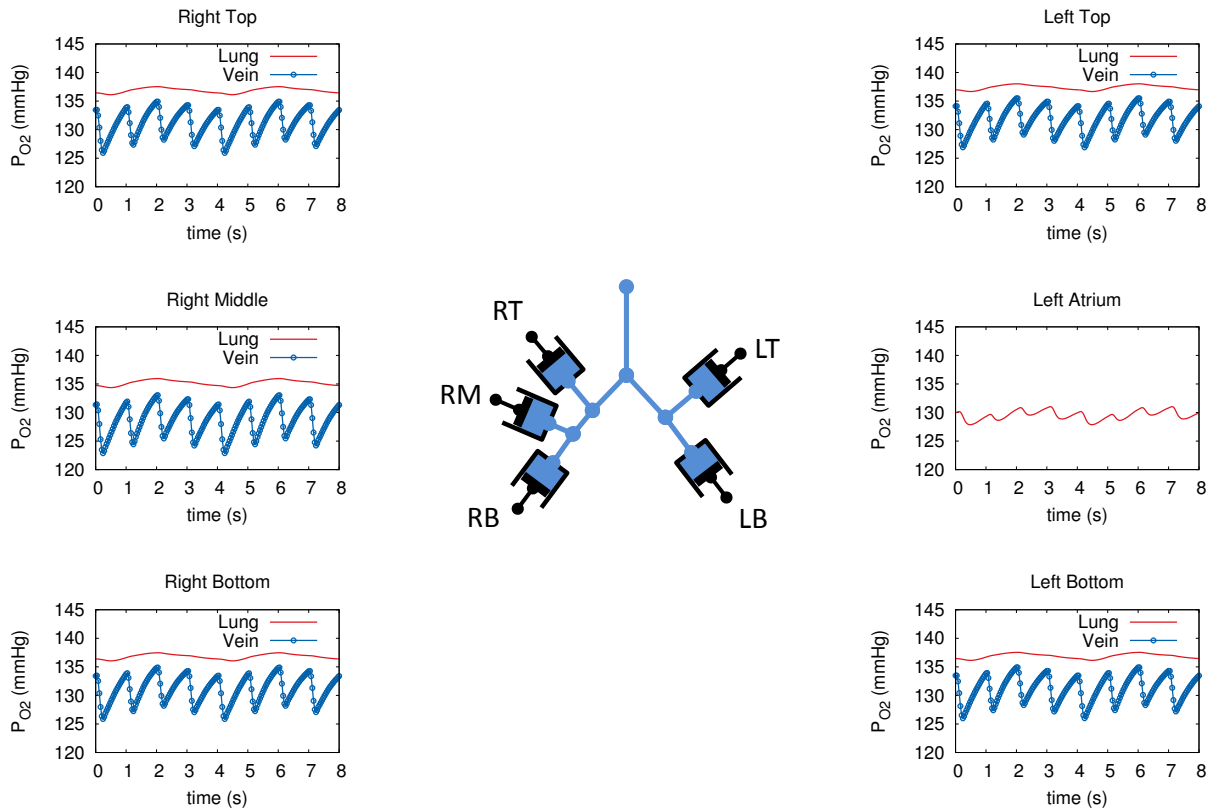 Right Top
145
140
135
130
125
120
P_O2 (mmHg)
Lung
Vein
0 1 2 3 4 5 6 7 8
time (s)
Left Top
145
140
135
130
125
120
P_O2 (mmHg)
Lung
Vein
0 1 2 3 4 5 6 7 8
time (s)
Right Middle
145
140
135
130
125
120
P_O2 (mmHg)
Lung
Vein
0 1 2 3 4 5 6 7 8
time (s)
RT
LT
RM
RB
LB
Left Atrium
145
140
135
130
125
120
P_O2 (mmHg)
0 1 2 3 4 5 6 7 8
time (s)
Right Bottom
145
140
135
130
125
120
P_O2 (mmHg)
Lung
Vein
0 1 2 3 4 5 6 7 8
time (s)
Left Bottom
145
140
135
130
125
120
P_O2 (mmHg)
Lung
Vein
0 1 2 3 4 5 6 7 8
time (s)